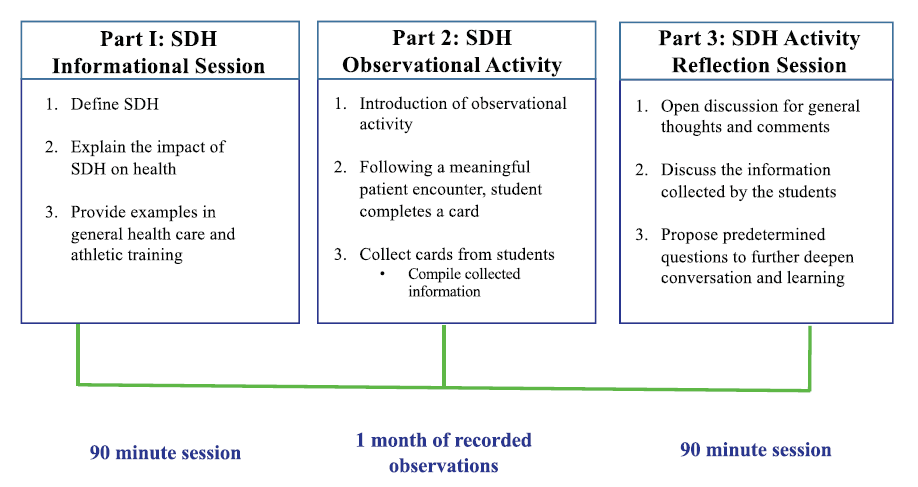 Part I: SDH
Informational Session
1. Define SDH
2. Explain the impact of
SDH on health
3. Provide examples in
general health care and
athletic training
Part 2: SDH
Observational Activity
1. Introduction of observational
activity
2. Following a meaningful
patient encounter, student
completes a card
3. Collect cards from students
• Compile collected
information
Part 3: SDH Activity
Reflection Session
1. Open discussion for general
thoughts and comments
2. Discuss the information
collected by the students
3. Propose predetermined
questions to further deepen
conversation and learning
90 minute session
1 month of recorded
observations
90 minute session